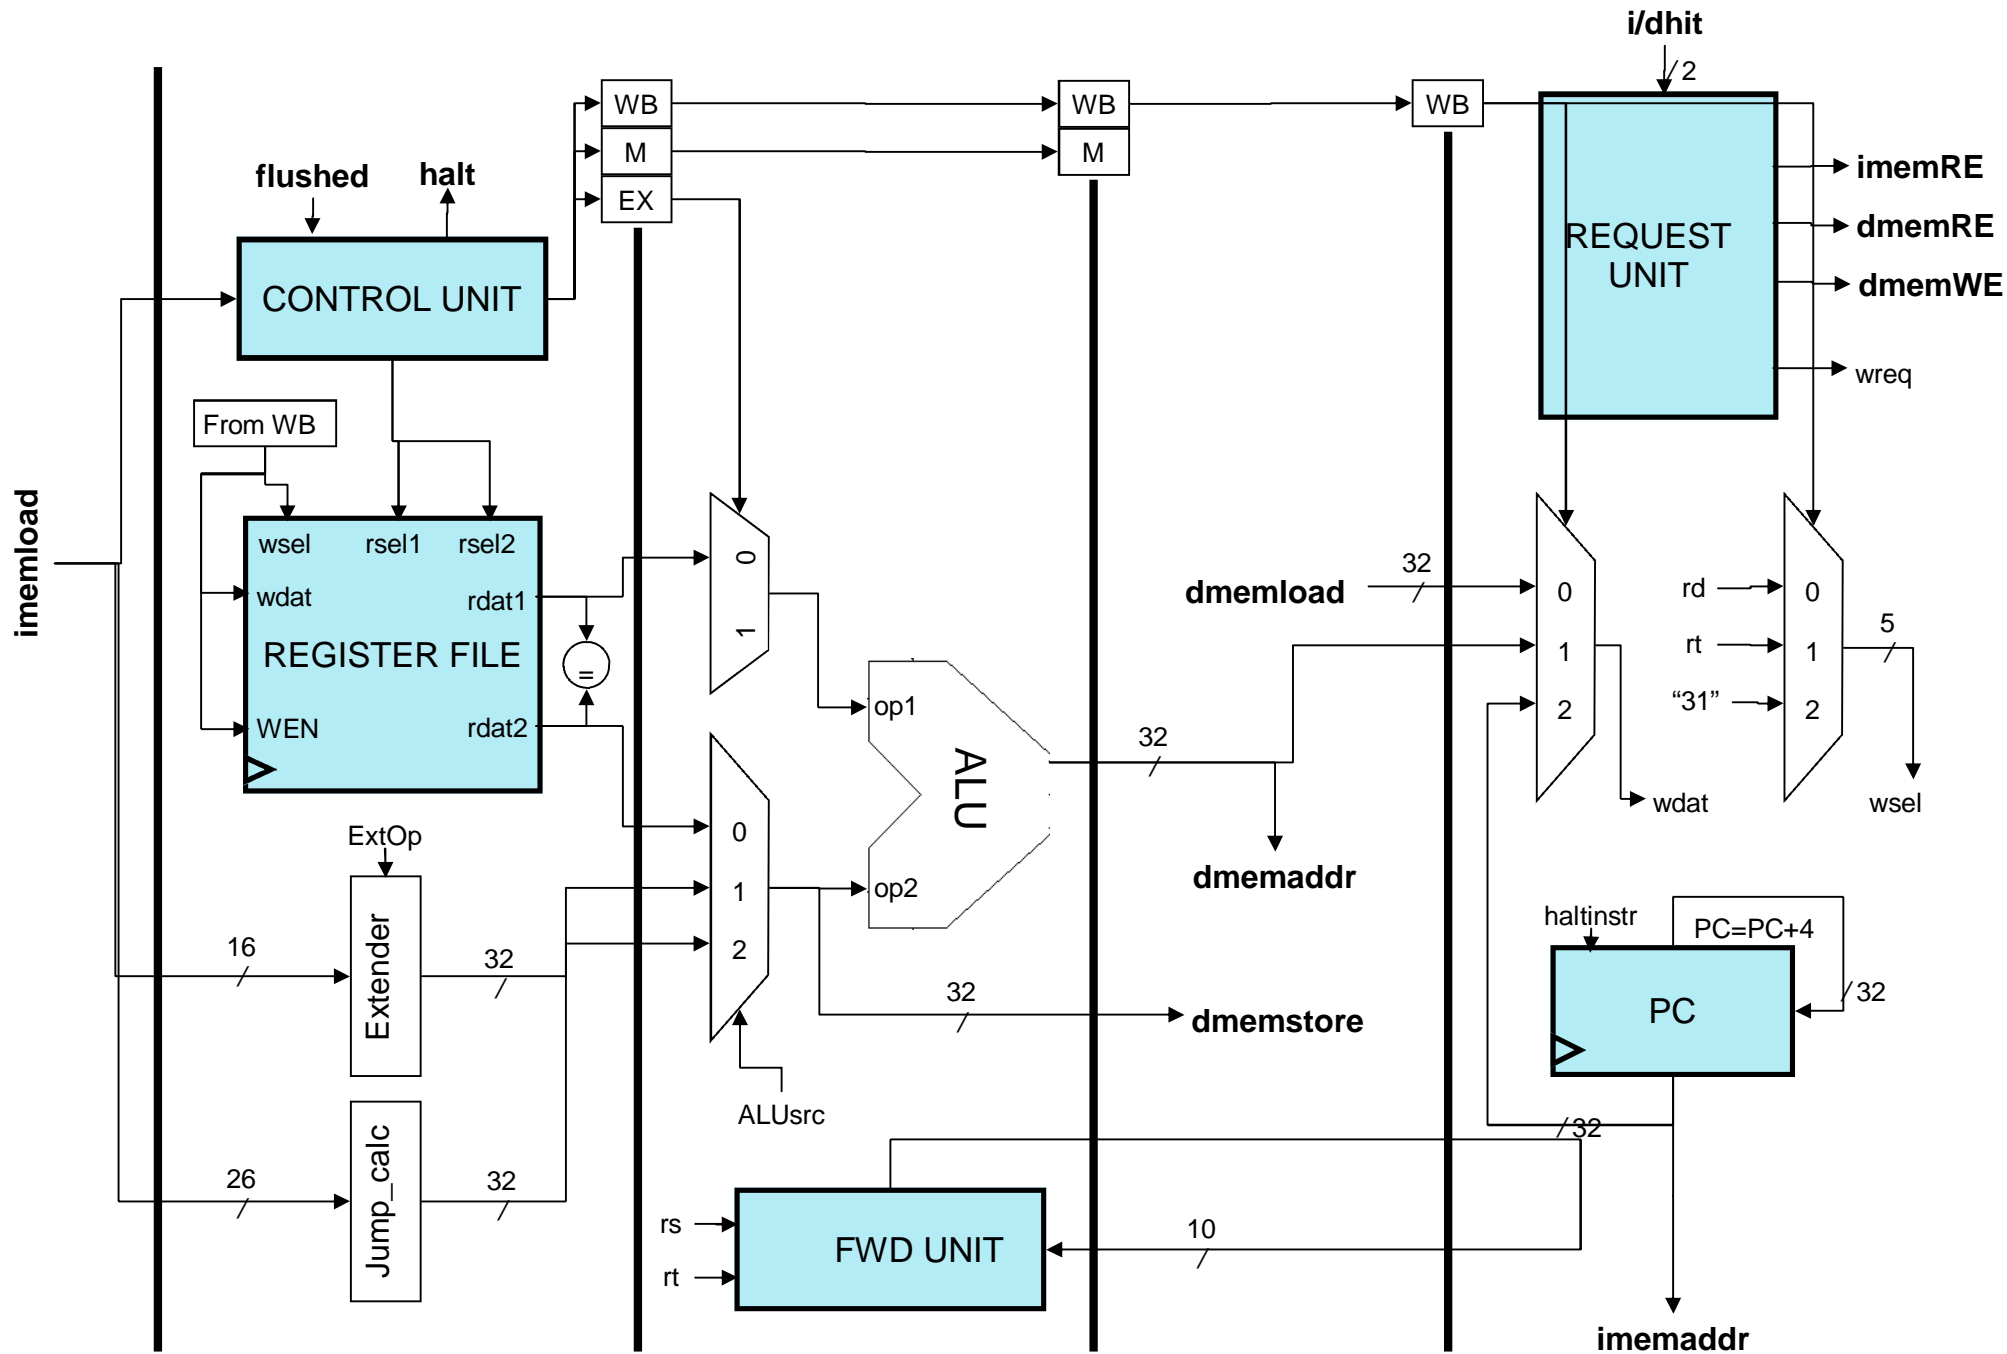 i/dhit
2
WB
WB
WB
M
M
EX
flushed
halt
imemRE
dmemRE
dmemWE
wreq
REQUEST
UNIT
CONTROL UNIT
From WB
imemload
wsel
rsel1
rsel2
wdat
rdat1
REGISTER FILE
WEN
rdat2
=
0
1
op1
ALU
op2
0
1
2
ALUsrc
32
dmemload
32
dmemaddr
32
dmemstore
0
1
2
wdat
rd
rt
"31"
0
1
2
5
wsel
ExtOp
16
Extender
32
26
Jump_calc
32
haltinstr
PC=PC+4
32
PC
32
rs
rt
FWD UNIT
10
imemaddr